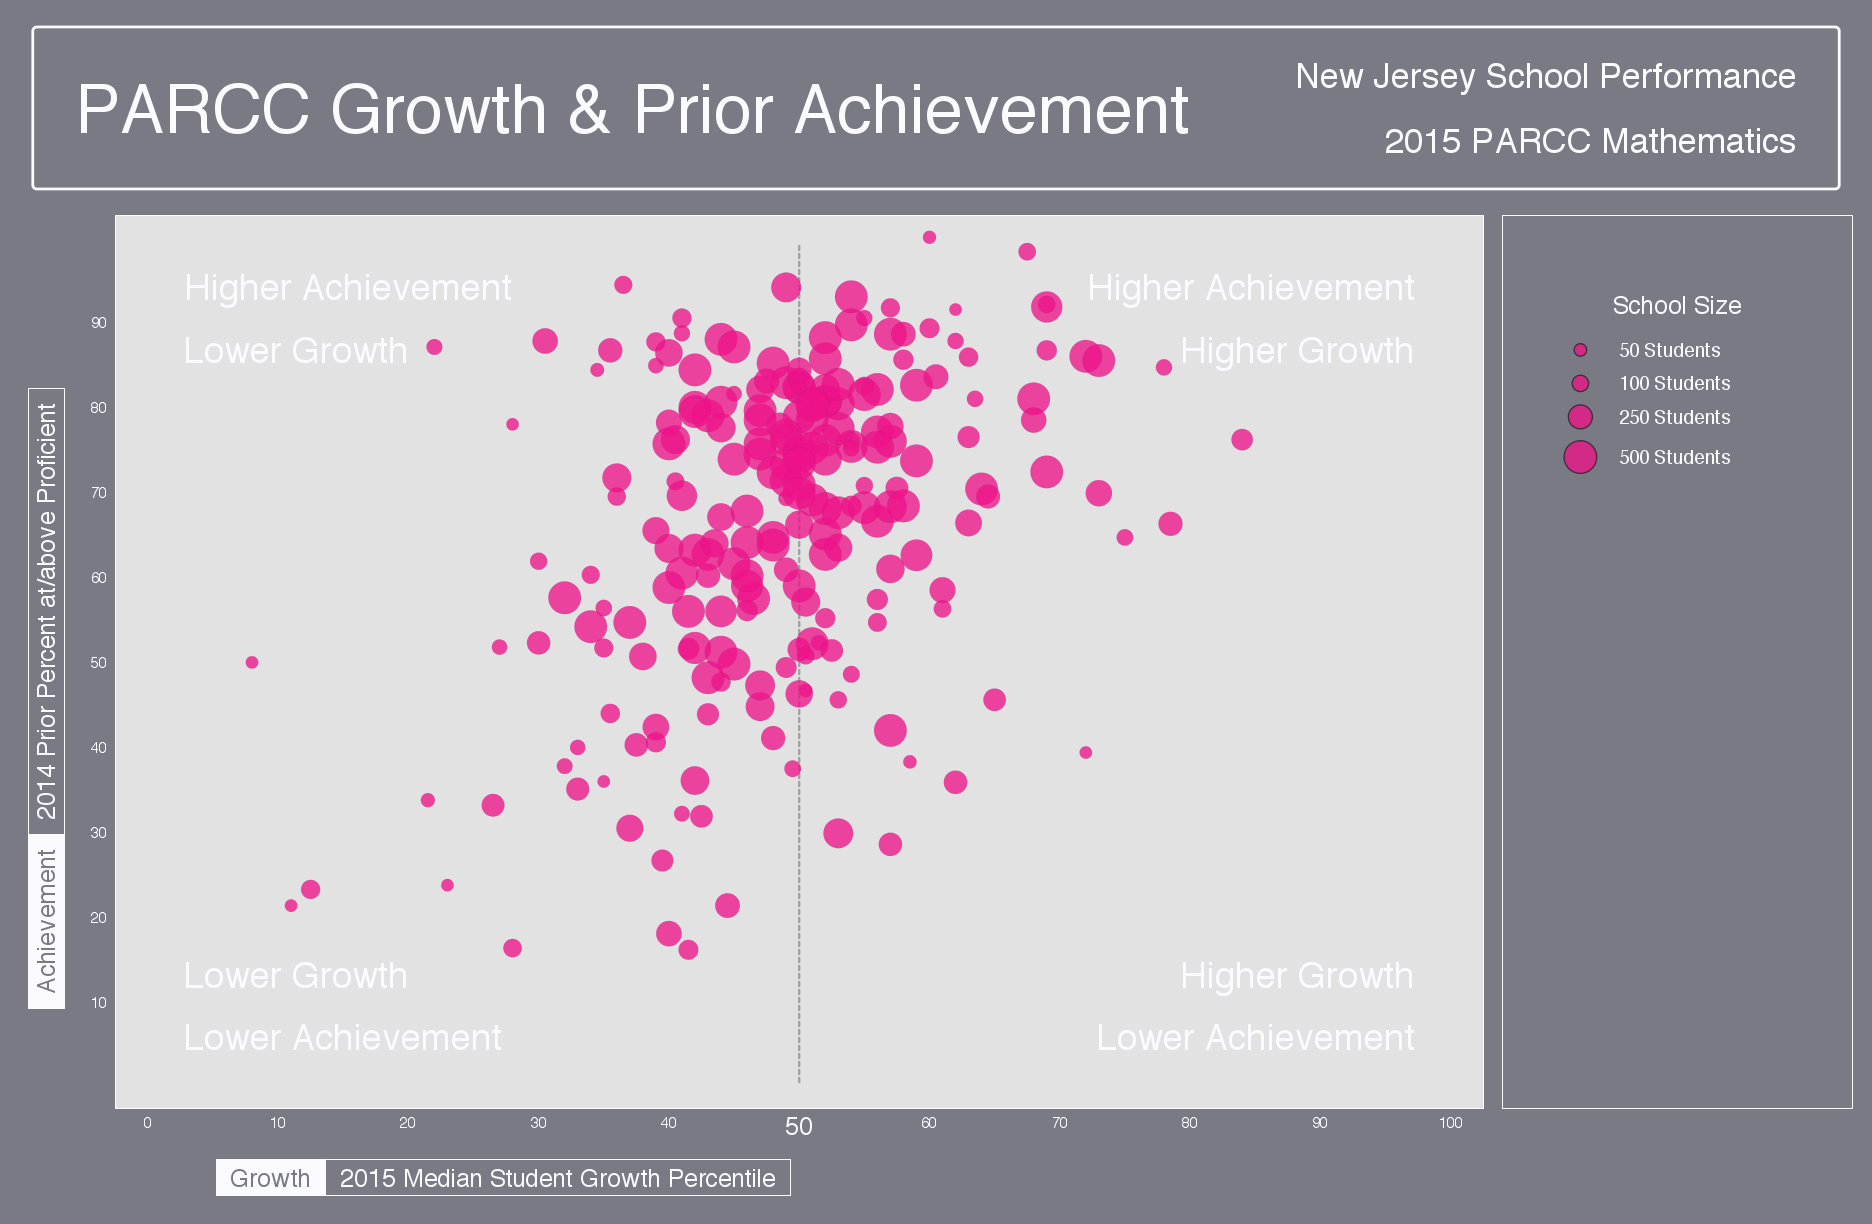 PARCC Growth & Prior Achievement
New Jersey School Performance
2015 PARCC Mathematics
Higher Achievement
Lower Growth
Higher Achievement
Higher Growth
School Size
50 Students
100 Students
250 Students
500 Students
Achievement 2014 Prior Percent at/above Proficient
90
80
70
60
50
40
30
20
10
Lower Growth
Lower Achievement
Higher Growth
Lower Achievement
0 10 20 30 40 50 60 70 80 90 100
Growth 2015 Median Student Growth Percentile